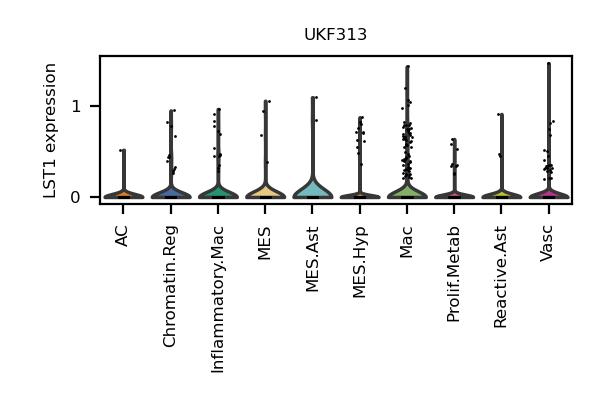 UKF313
LST1 expression
1
0
AC
Chromatin.Reg
Inflammatory.Mac
MES
MES.Ast
MES.Hyp
Mac
Prolif.Metab
Reactive.Ast
Vasc